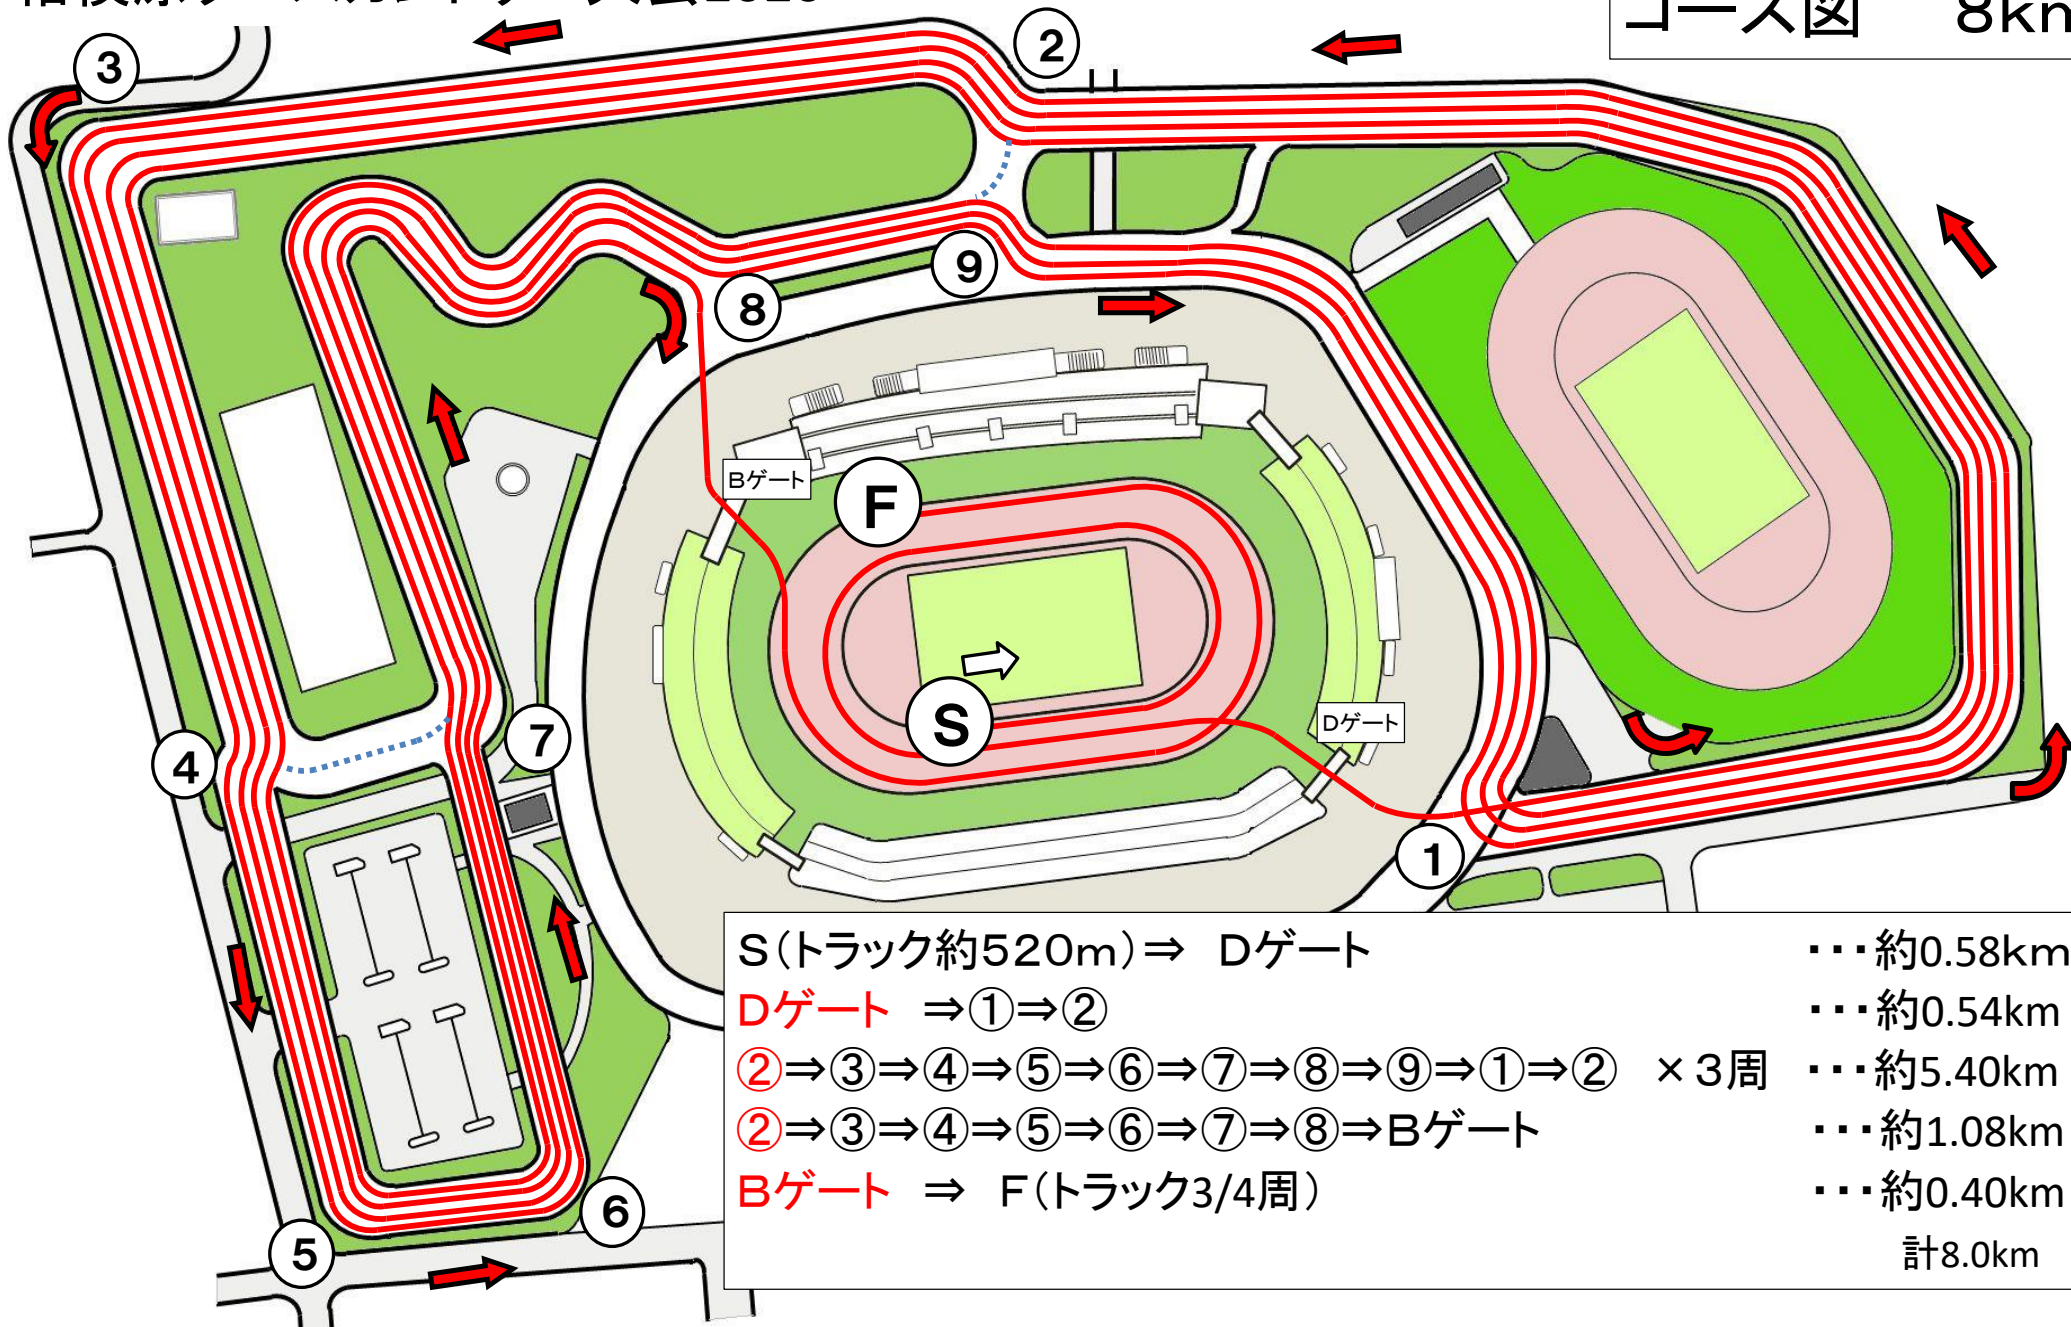 コース図 8km
3
2
9
8
Bゲート
F
S
Dゲート
7
4
1
6
5
S(トラック約520m)⇒ Dゲート ・・・約0.58km
Dゲート ⇒①⇒② ・・・約0.54km
②⇒③⇒④⇒⑤⇒⑥⇒⑦⇒⑧⇒⑨⇒①⇒② ×3周 ・・・約5.40km
②⇒③⇒④⇒⑤⇒⑥⇒⑦⇒⑧⇒Bゲート ・・・約1.08km
Bゲート ⇒ F(トラック3/4周) ・・・約0.40km
計8.0km